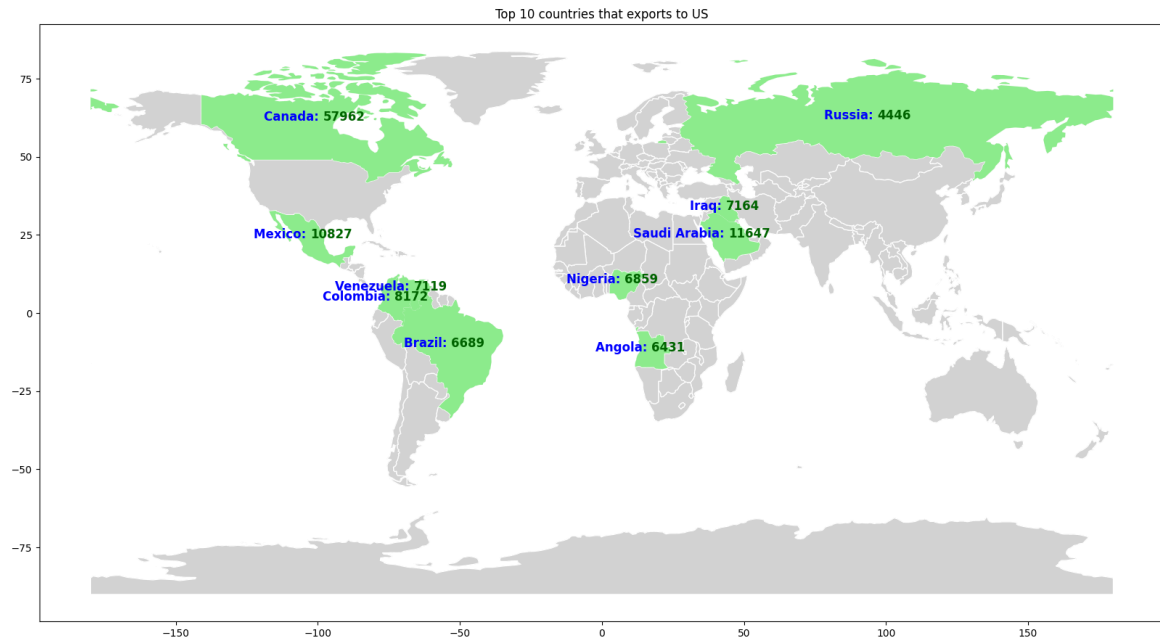 Top 10 countries that exports to US
75
50
25
0
−25
−50
−75
Canada: 57962
Russia: 4446
Iraq: 7164
Mexico: 10827
Saudi Arabia: 11647
Nigeria: 6859
Venezuela: 7119
Colombia: 8172
Brazil: 6689
Angola: 6431
−150
−100
−50
0
50
100
150